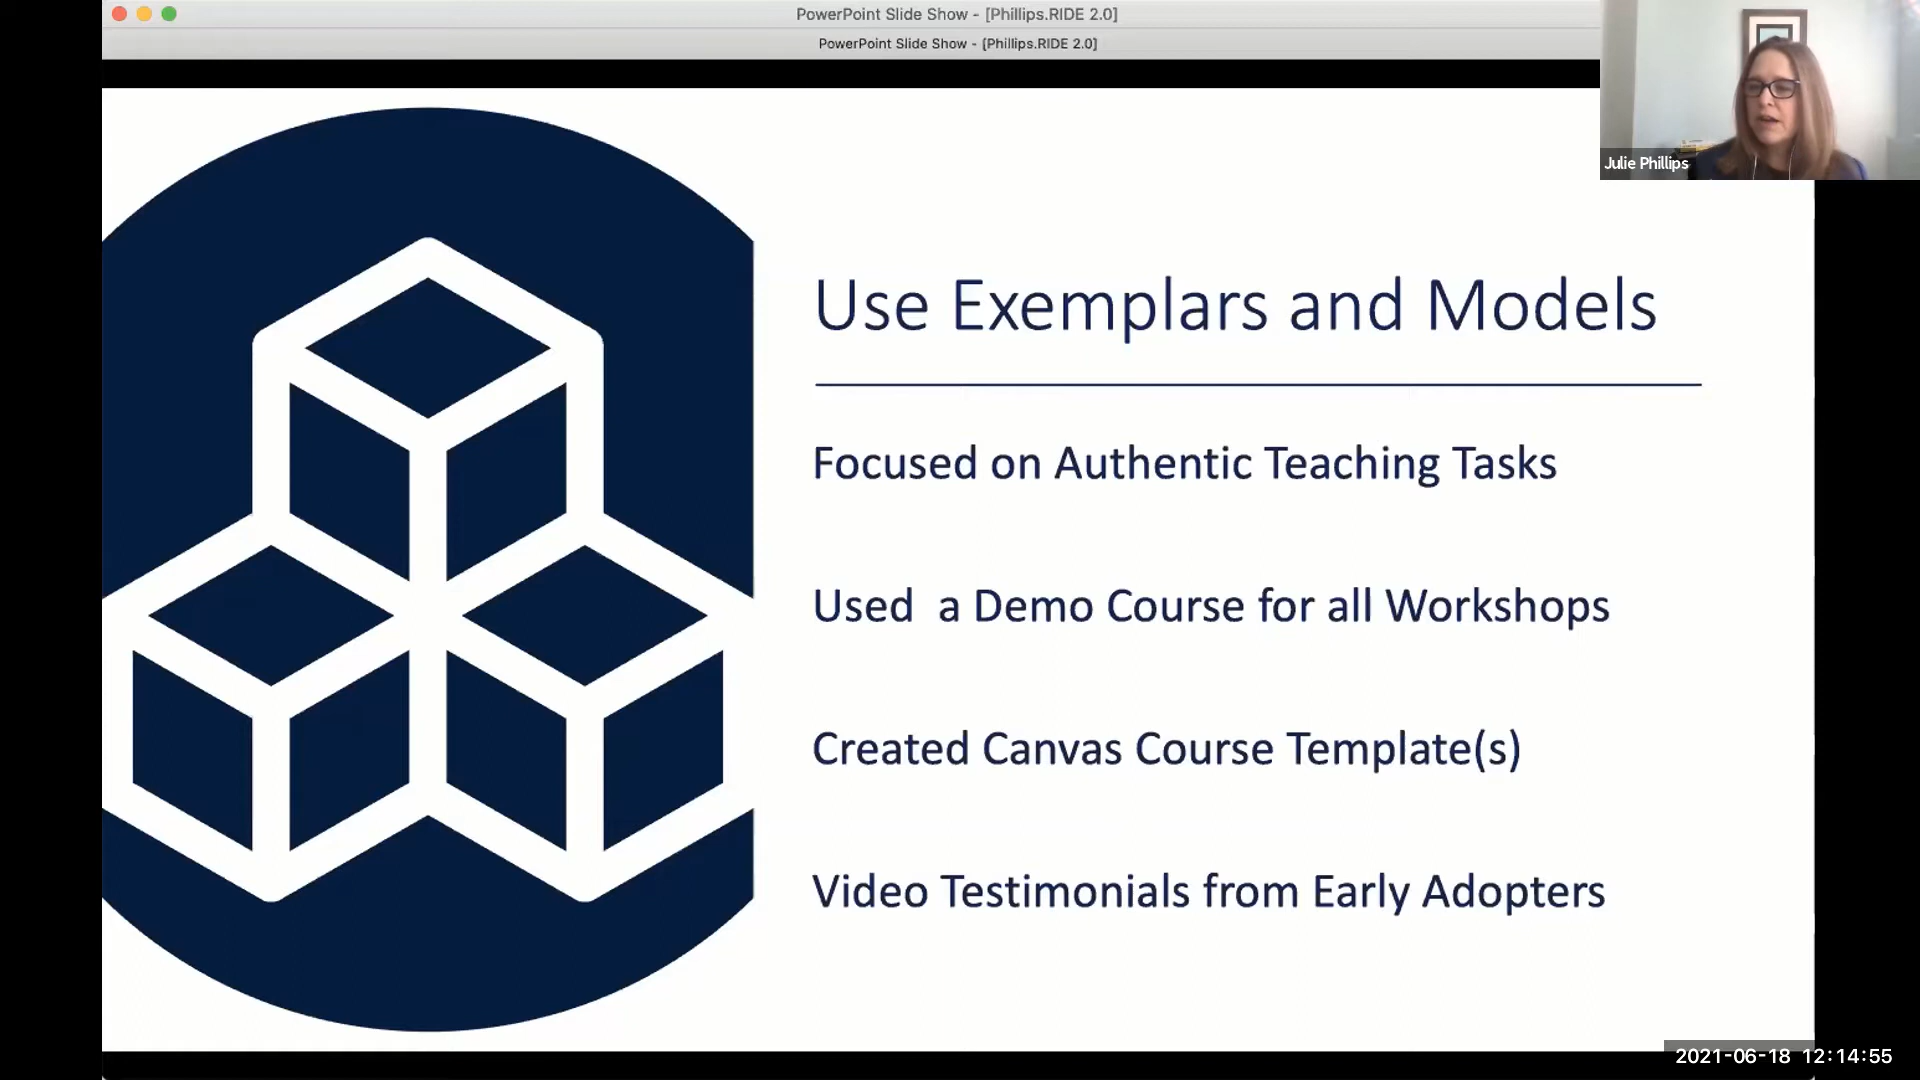 PowerPoint Slide Show - [Phillips.RIDE 2.0]
PowerPoint Slide Show - [Phillips.RIDE 2.0]
Julie Phillips
Use Exemplars and Models
Focused on Authentic Teaching Tasks
Used  a Demo Course for all Workshops
Created Canvas Course Template(s)
Video Testimonials from Early Adopters
2021-06-18 12:14:55